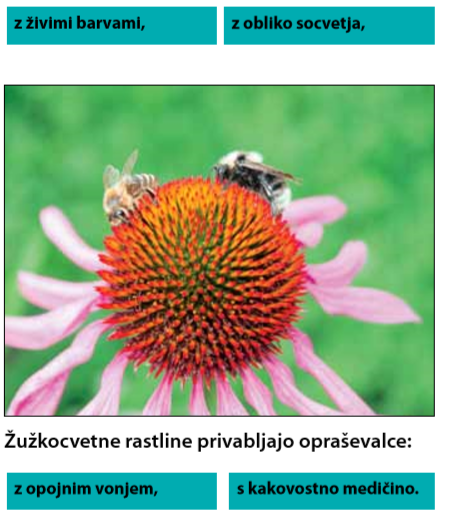 z živimi barvami,
z obliko socvetja,
Žužkocvetne rastline privabljajo opraševalce:
z opojnim vonjem,
s kakovostno medičino.